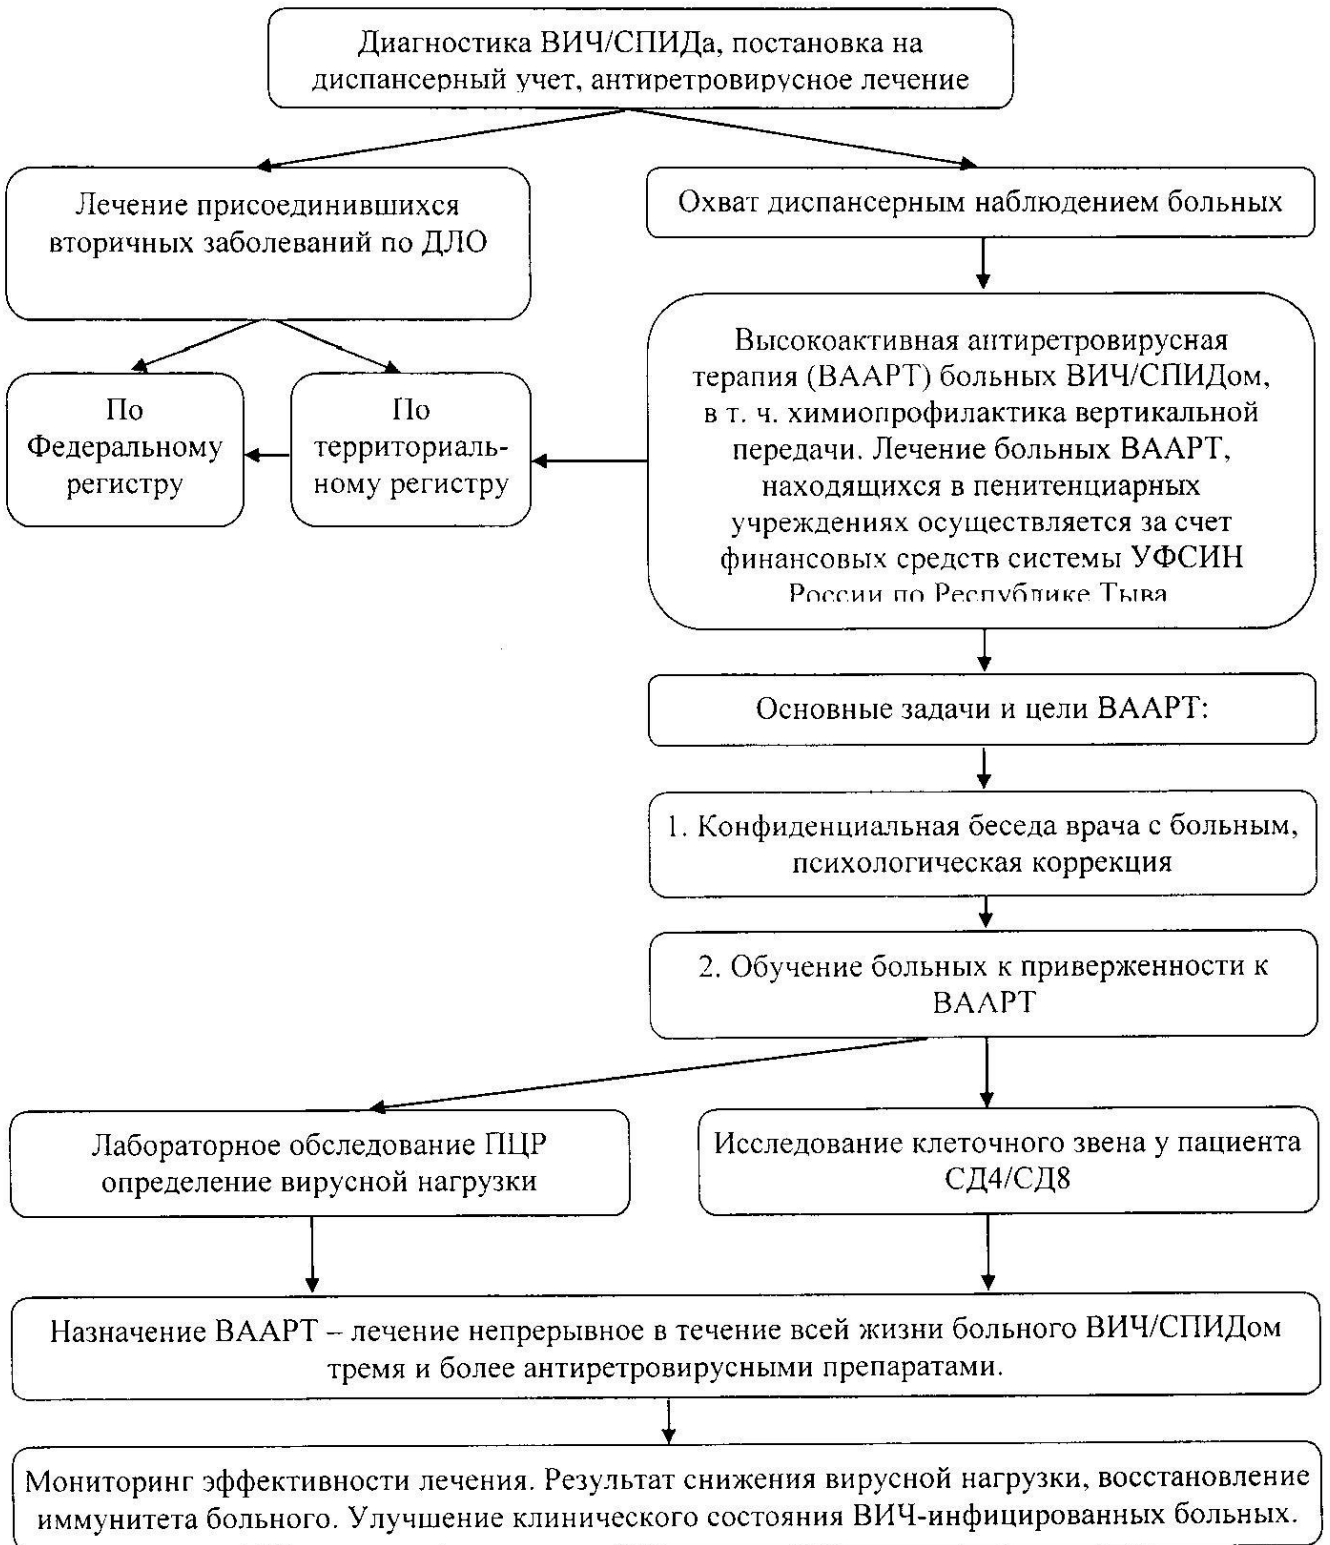 Диагностика ВИЧ/СПИДа, постановка на
диспансерный учет, антиретровирусное лечение
Лечение присоединившихся
вторичных заболеваний по ДЛО
Охват диспансерным наблюдением больных
По
Федеральному
регистру
По
территориаль-
ному регистру
Высокоактивная антиретровирусная
терапия (ВААРТ) больных ВИЧ/СПИДом,
в т. ч. химиопрофилактика вертикальной
передачи. Лечение больных ВААРТ,
находящихся в пенитенциарных
учреждениях осуществляется за счет
финансовых средств системы УФСИН
России по Республике Тыва
Основные задачи и цели ВААРТ:
1. Конфиденциальная беседа врача с больным,
психологическая коррекция
2. Обучение больных к приверженности к
ВААРТ
Лабораторное обследование ПЦР
определение вирусной нагрузки
Исследование клеточного звена у пациента
СД4/СД8
Назначение ВААРТ – лечение непрерывное в течение всей жизни больного ВИЧ/СПИДом
тремя и более антиретровирусными препаратами.
Мониторинг эффективности лечения. Результат снижения вирусной нагрузки, восстановление
иммунитета больного. Улучшение клинического состояния ВИЧ-инфицированных больных.